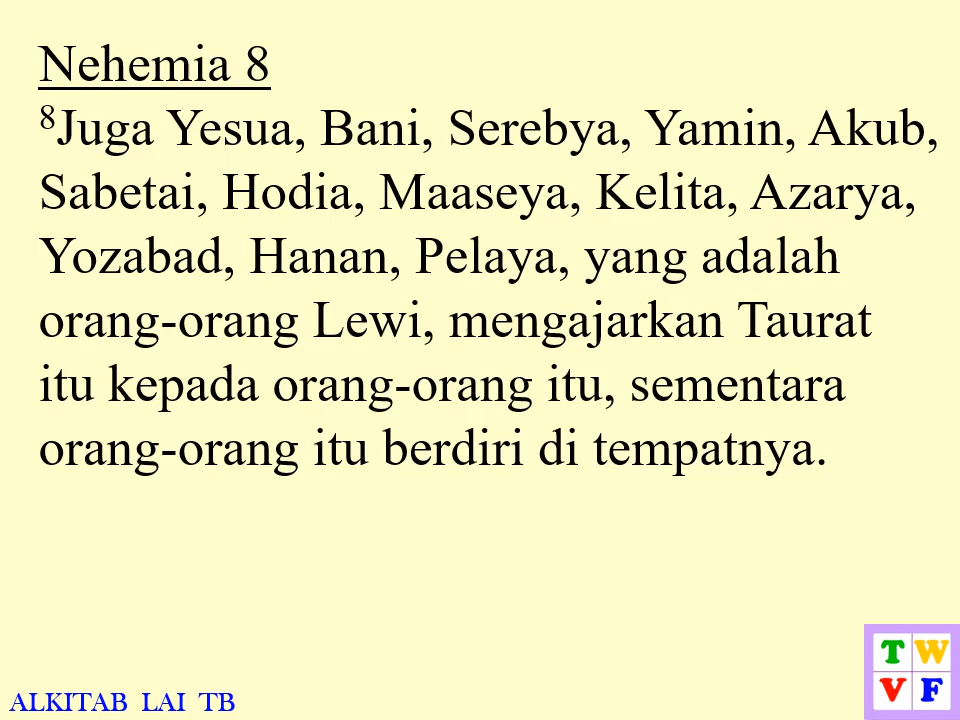 Nehemia 8
8Juga Yesua, Bani, Serebya, Yamin, Akub,
Sabetai, Hodia, Maaseya, Kelita, Azarya,
Yozabad, Hanan, Pelaya, yang adalah
orang-orang Lewi, mengajarkan Taurat
itu kepada orang-orang itu, sementara
orang-orang itu berdiri di tempatnya.
T W
V F
ALKITAB LAI TB